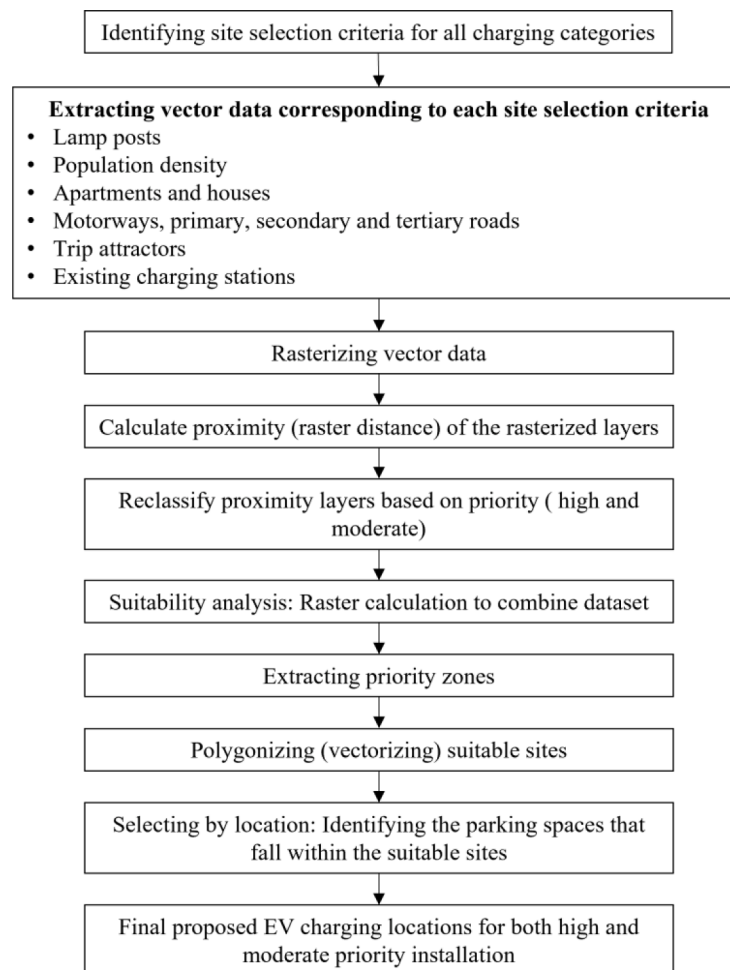 Identifying site selection criteria for all charging categories
Extracting vector data corresponding to each site selection criteria
• Lamp posts
• Population density
• Apartments and houses
• Motorways, primary, secondary and tertiary roads
• Trip attractors
• Existing charging stations
Rasterizing vector data
Calculate proximity (raster distance) of the rasterized layers
Reclassify proximity layers based on priority ( high and
moderate)
Suitability analysis: Raster calculation to combine dataset
Extracting priority zones
Polygonizing (vectorizing) suitable sites
Selecting by location: Identifying the parking spaces that
fall within the suitable sites
Final proposed EV charging locations for both high and
moderate priority installation